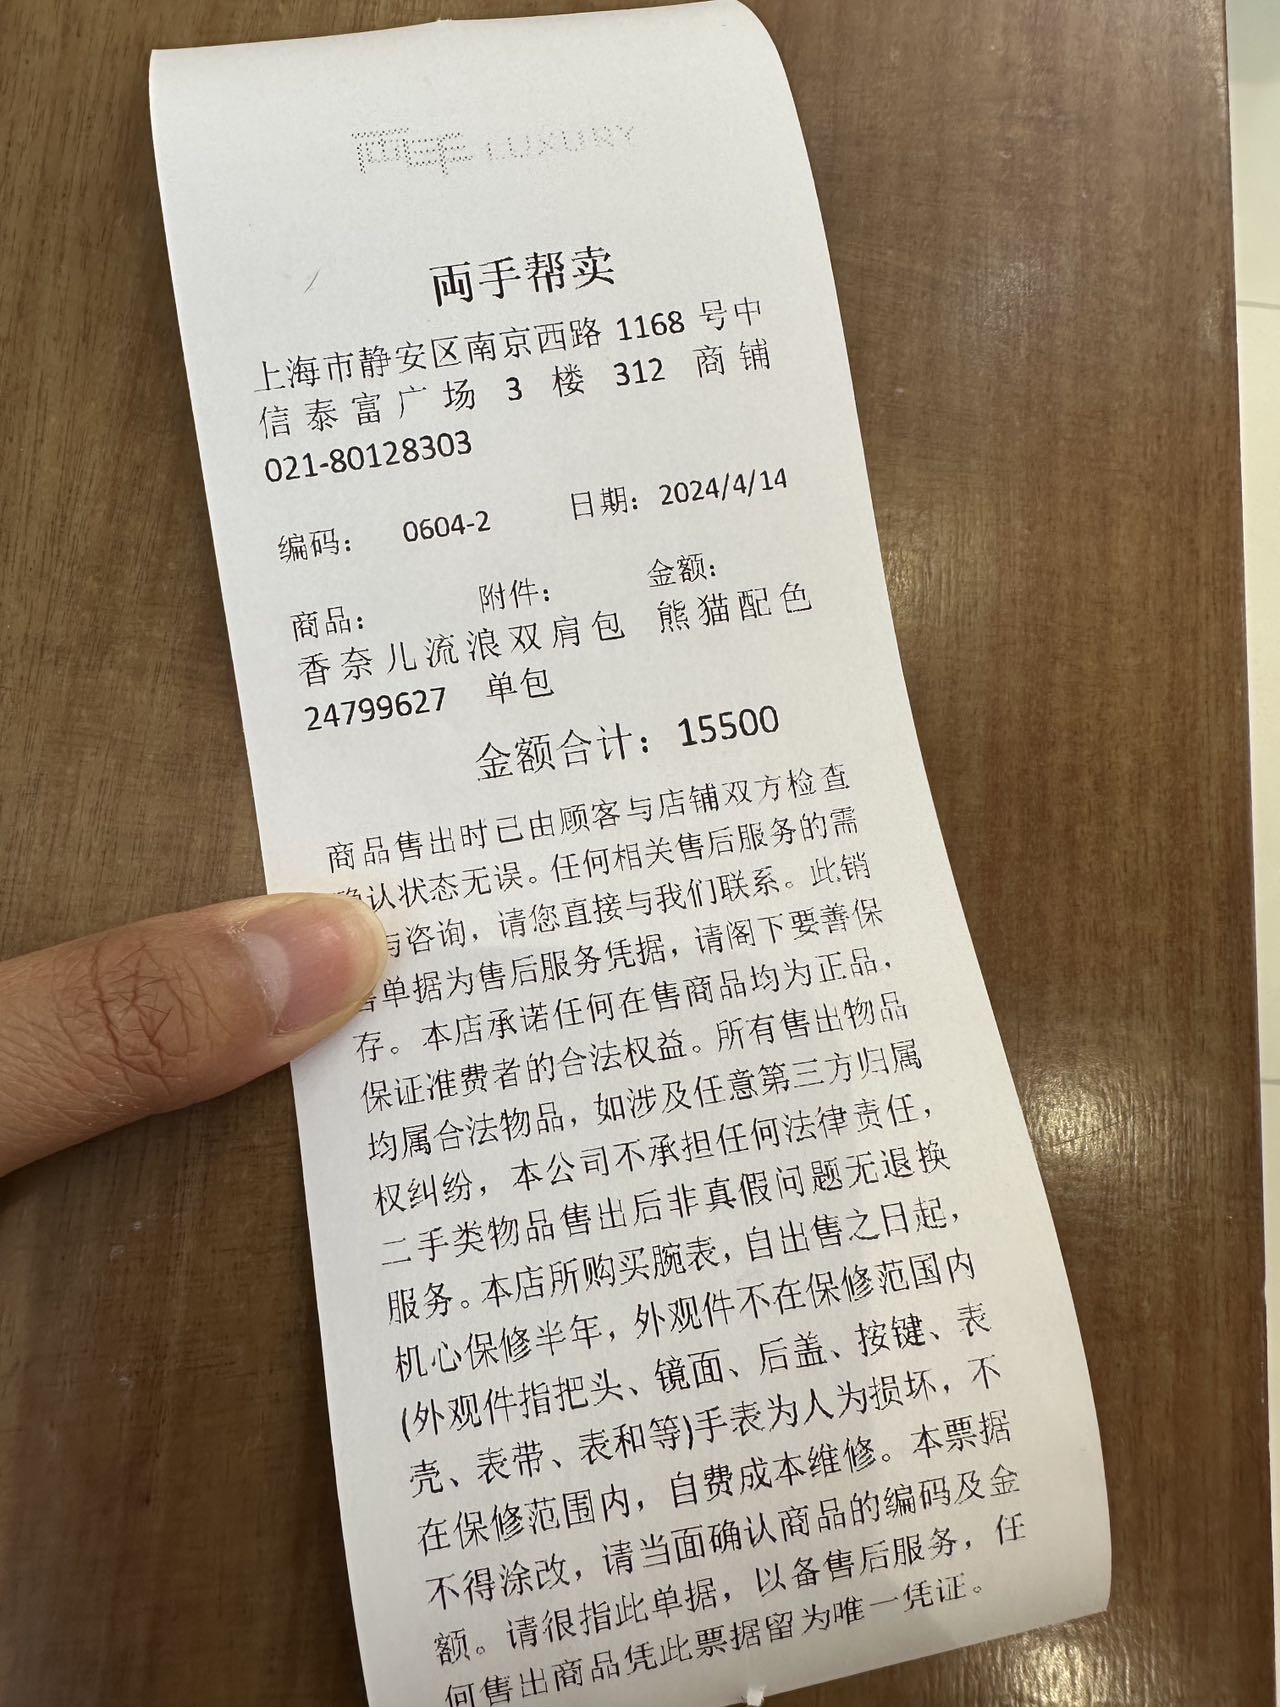 両手 LUXURY
両手帮卖
上海市静安区南京西路 1168 号中
信泰富广场 3 楼 312 商铺
021-80128303
编码： 0604-2 日期：2024/4/14
商品： 附件： 金额：
香奈儿流浪双肩包 熊猫配色
24799627 单包
金额合计：15500
商品售出时已由顾客与店铺双方检查
确认状态无误。任何相关售后服务的需
与咨询，请您直接与我们联系。此销
售单据为售后服务凭据，请阁下要善保
存。本店承诺任何在售商品均为正品，
保证准费者的合法权益。所有售出物品
均属合法物品，如涉及任意第三方归属
权纠纷，本公司不承担任何法律责任，
二手类物品售出后非真假问题无退换
服务。本店所购买腕表，自出售之日起，
机心保修半年，外观件不在保修范围内
(外观件指把头、镜面、后盖、按键、表
壳、表带、表和等)手表为人为损坏，不
在保修范围内，自费成本维修。本票据
不得涂改，请当面确认商品的编码及金
额。请很指此单据，以备售后服务，任
何售出商品凭此票据留为唯一凭证。